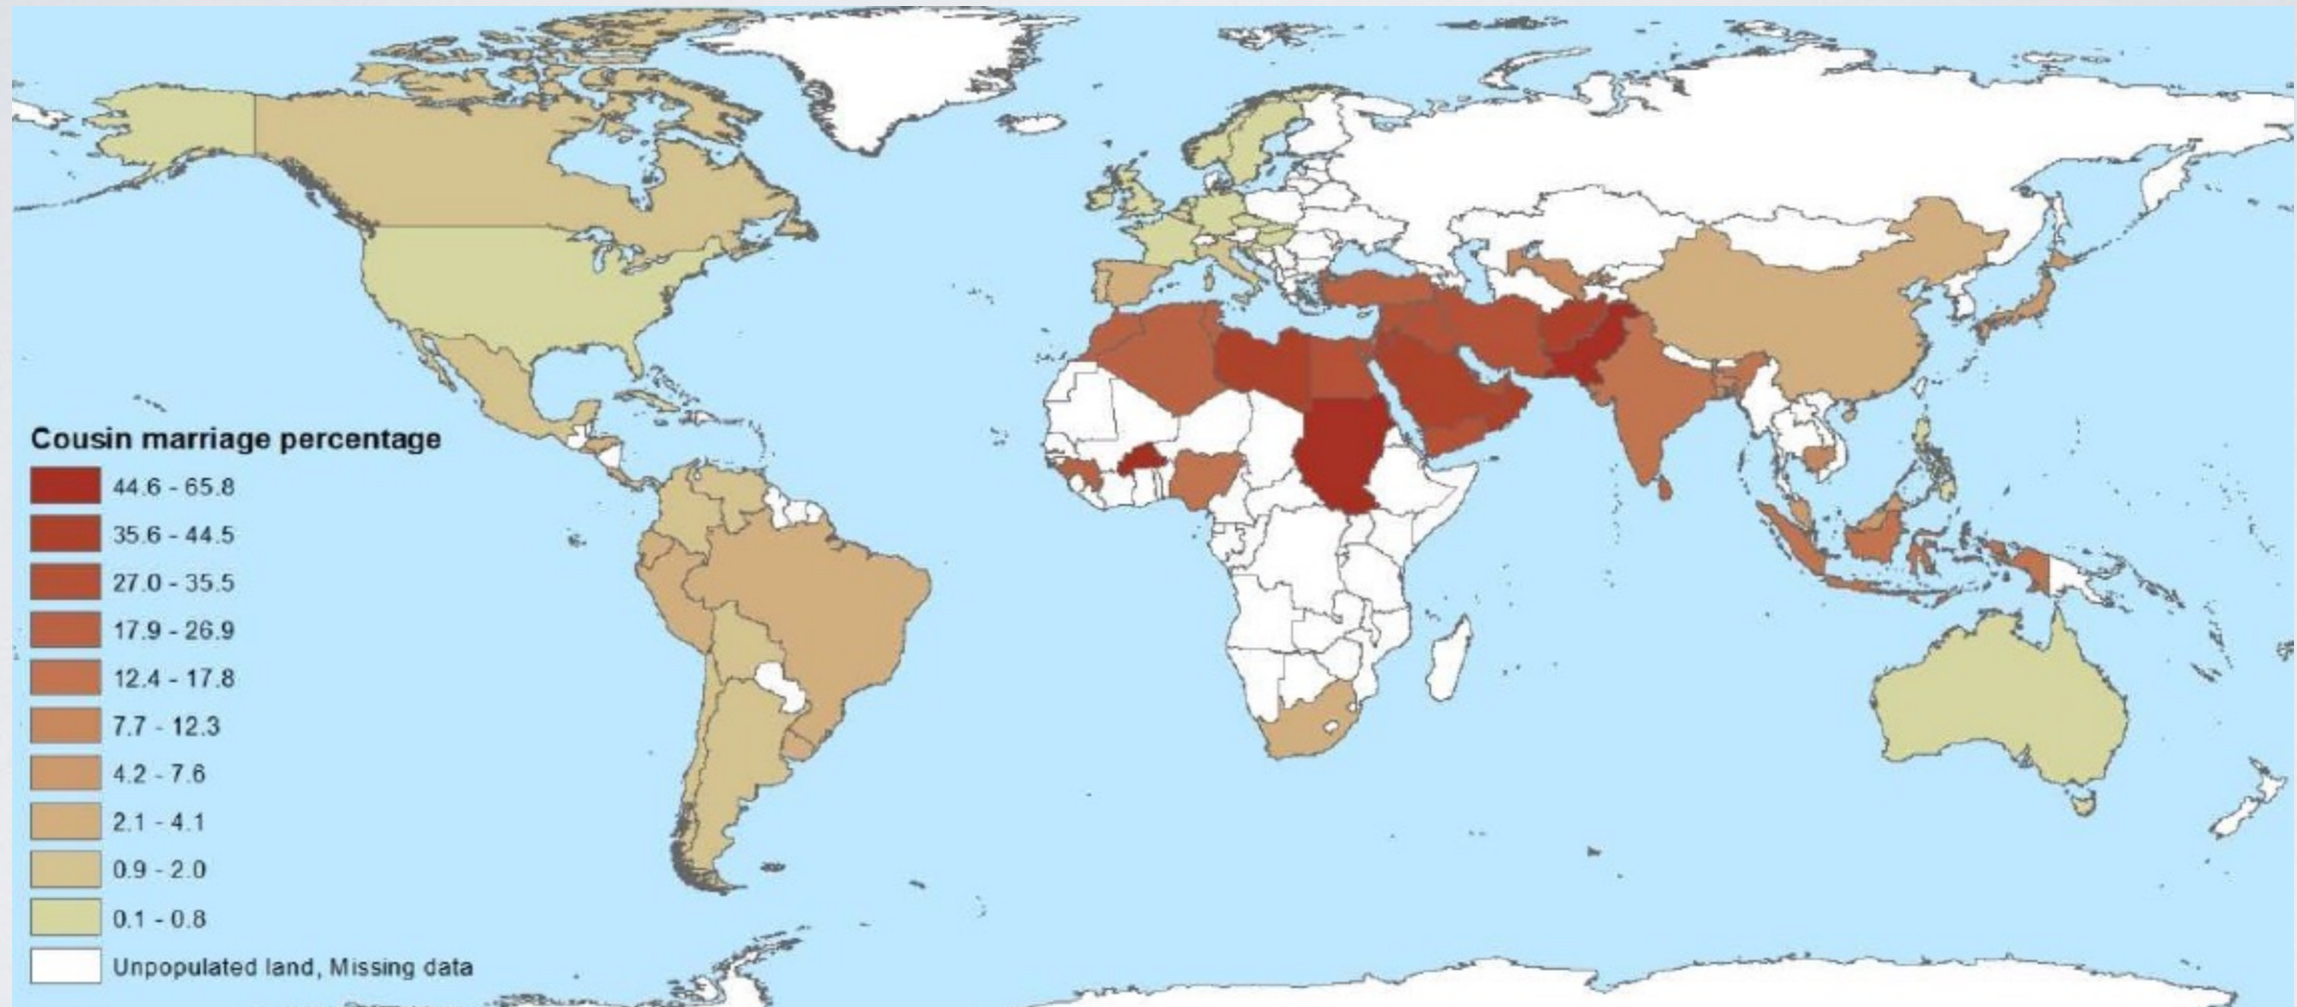 Cousin marriage percentage
44.6 - 65.8
35.6 - 44.5
27.0 - 35.5
17.9 - 26.9
12.4 - 17.8
7.7 - 12.3
4.2 - 7.6
2.1 - 4.1
0.9 - 2.0
0.1 - 0.8
Unpopulated land, Missing data